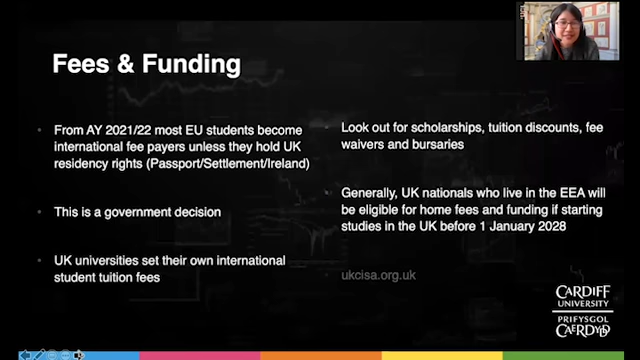 Fees & Funding
From AY 2021/22 most EU students become
international fee payers unless they hold UK
residency rights (Passport/Settlement/Ireland)
This is a government decision
UK universities set their own international
student tuition fees
Look out for scholarships, tuition discounts, fee
waivers and bursaries
Generally, UK nationals who live in the EEA will
be eligible for home fees and funding if starting
studies in the UK before 1 January 2028
ukcisa.org.uk
CARDIFF
UNIVERSITY
PRIFYSGOL
CAERDYDD